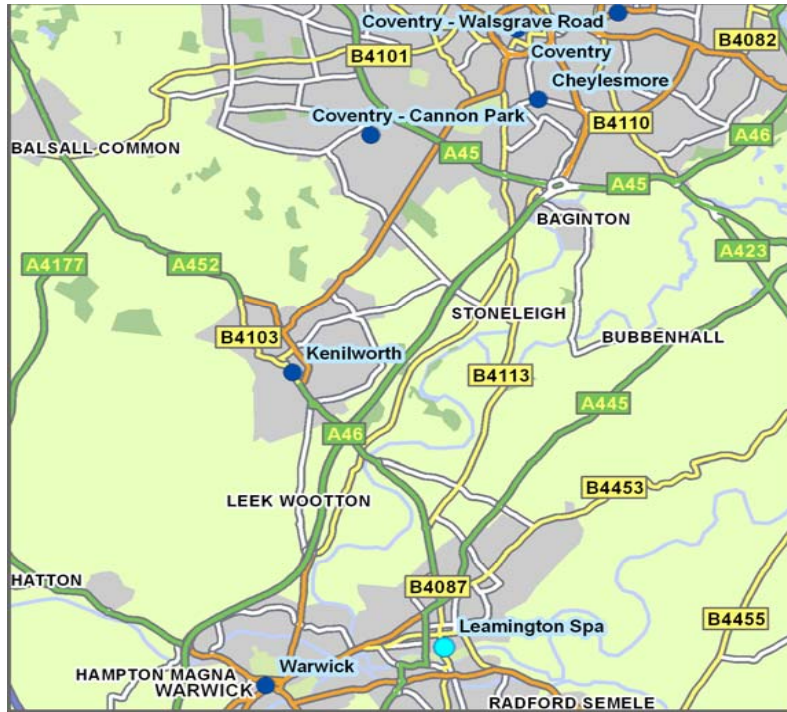 Coventry - Walsgrave Road
B4082
B4101
Coventry
Cheylesmore
Coventry - Cannon Park
B4110
A46
BALSALL COMMON
A45
A45
BAGINTON
A4177
A452
A423
STONELEIGH
B4103
BUBBENHALL
Kenilworth
B4113
A445
A46
B4453
LEEK WOOTTON
HATTON
B4087
B4455
Leamington Spa
HAMPTON MAGNA
Warwick
WARWICK
RADFORD SEMELE